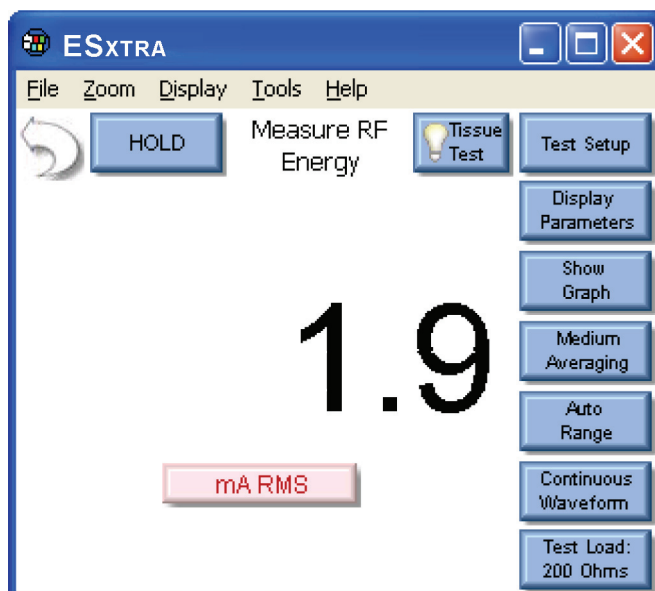 ESXTRA
File Zoom Display Tools Help
HOLD
Measure RF
Energy
Tissue
Test
Test Setup
Display
Parameters
Show
Graph
1.9
Medium
Averaging
Auto
Range
mA RMS
Continuous
Waveform
Test Load:
200 Ohms